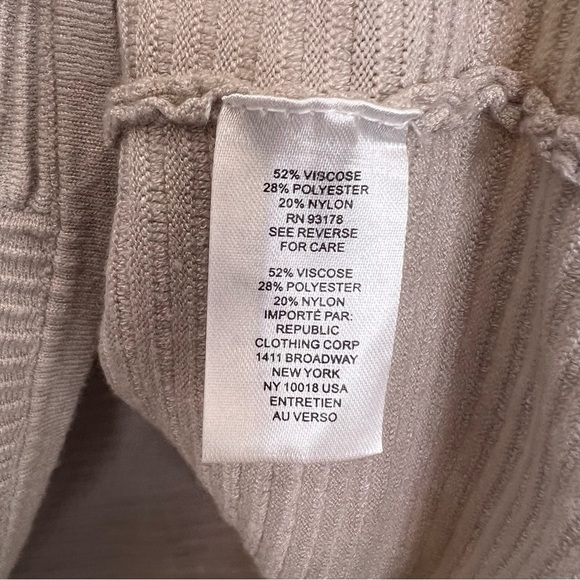 52% VISCOSE
28% POLYESTER
20% NYLON
RN 93178
SEE REVERSE
FOR CARE
52% VISCOSE
28% POLYESTER
20% NYLON
IMPORTÉ PAR:
REPUBLIC
CLOTHING CORP
1411 BROADWAY
NEW YORK
NY 10018 USA
ENTRETIEN
AU VERSO